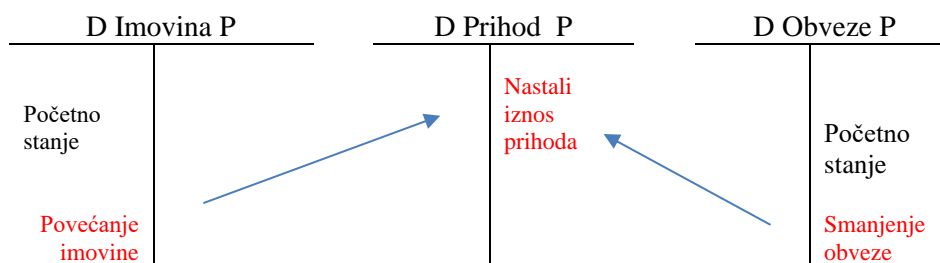 D Imovina P
D Prihod P
D Obveze P
Početno
stanje
Povećanje
imovine
Nastali
iznos
prihoda
Početno
stanje
Smanjenje
obveze